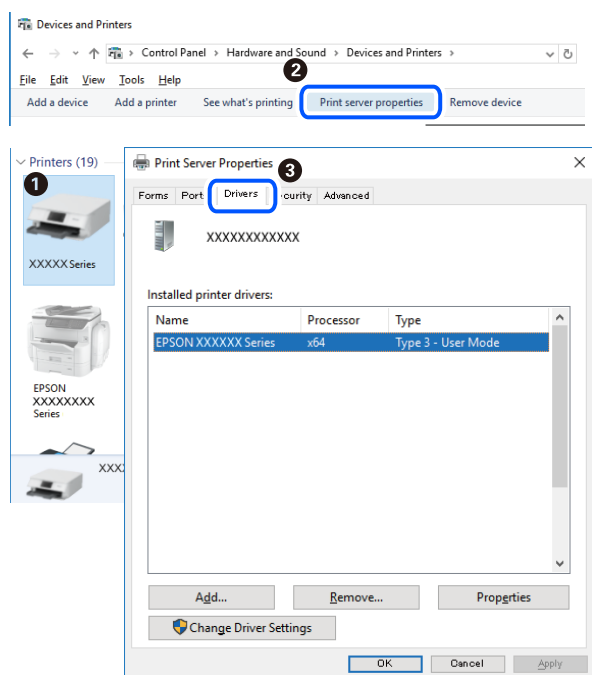 Devices and Printers
Control Panel > Hardware and Sound > Devices and Printers >
2
File Edit View Tools Help
Add a device Add a printer See what's printing Print server properties Remove device
Printers (19)
1
XXXXX Series
EPSON
XXXXXXXX
Series
XXX
Print Server Properties
3
Forms Port Drivers curity Advanced
XXXXXXXXXXXX
Installed printer drivers:
Name Processor Type
EPSON XXXXXX Series x64 Type 3 - User Mode
Add... Remove... Properties
Change Driver Settings
OK Cancel Apply